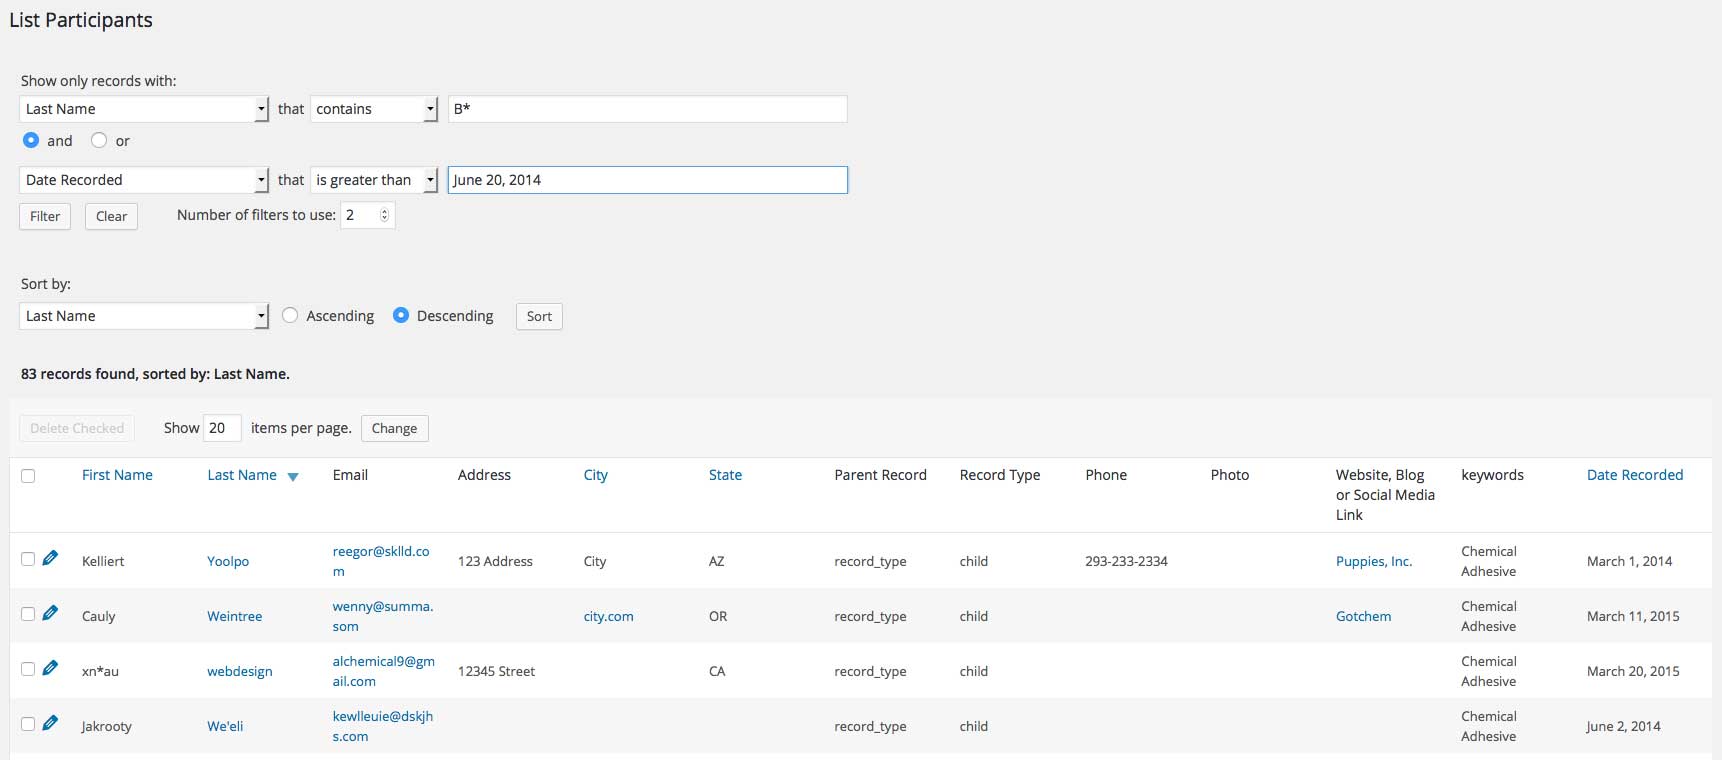 List Participants
Show only records with:
Last Name that contains B*
and or
Date Recorded that is greater than June 20, 2014
Filter Clear Number of filters to use: 2
Sort by:
Last Name Ascending Descending Sort
83 records found, sorted by: Last Name.
Delete Checked Show 20 items per page. Change
First Name Last Name Email Address City State Parent Record Record Type Phone Photo Website, Blog keywords Date Recorded
or Social Media
Link
reegor@sklld.co Chemical
Kelliert Yoolpo 123 Address City AZ record_type child 293-233-2334 Puppies, Inc. March 1, 2014
m Adhesive
wenny@summa. Chemical
Cauly Weintree city.com OR record_type child Gotchem March 11, 2015
som Adhesive
alchemical9@gm Chemical
xn*au webdesign 12345 Street CA record_type child March 20, 2015
ail.com Adhesive
kewlleuie@dskjh Chemical
Jakrooty We'eli record_type child June 2, 2014
s.com Adhesive